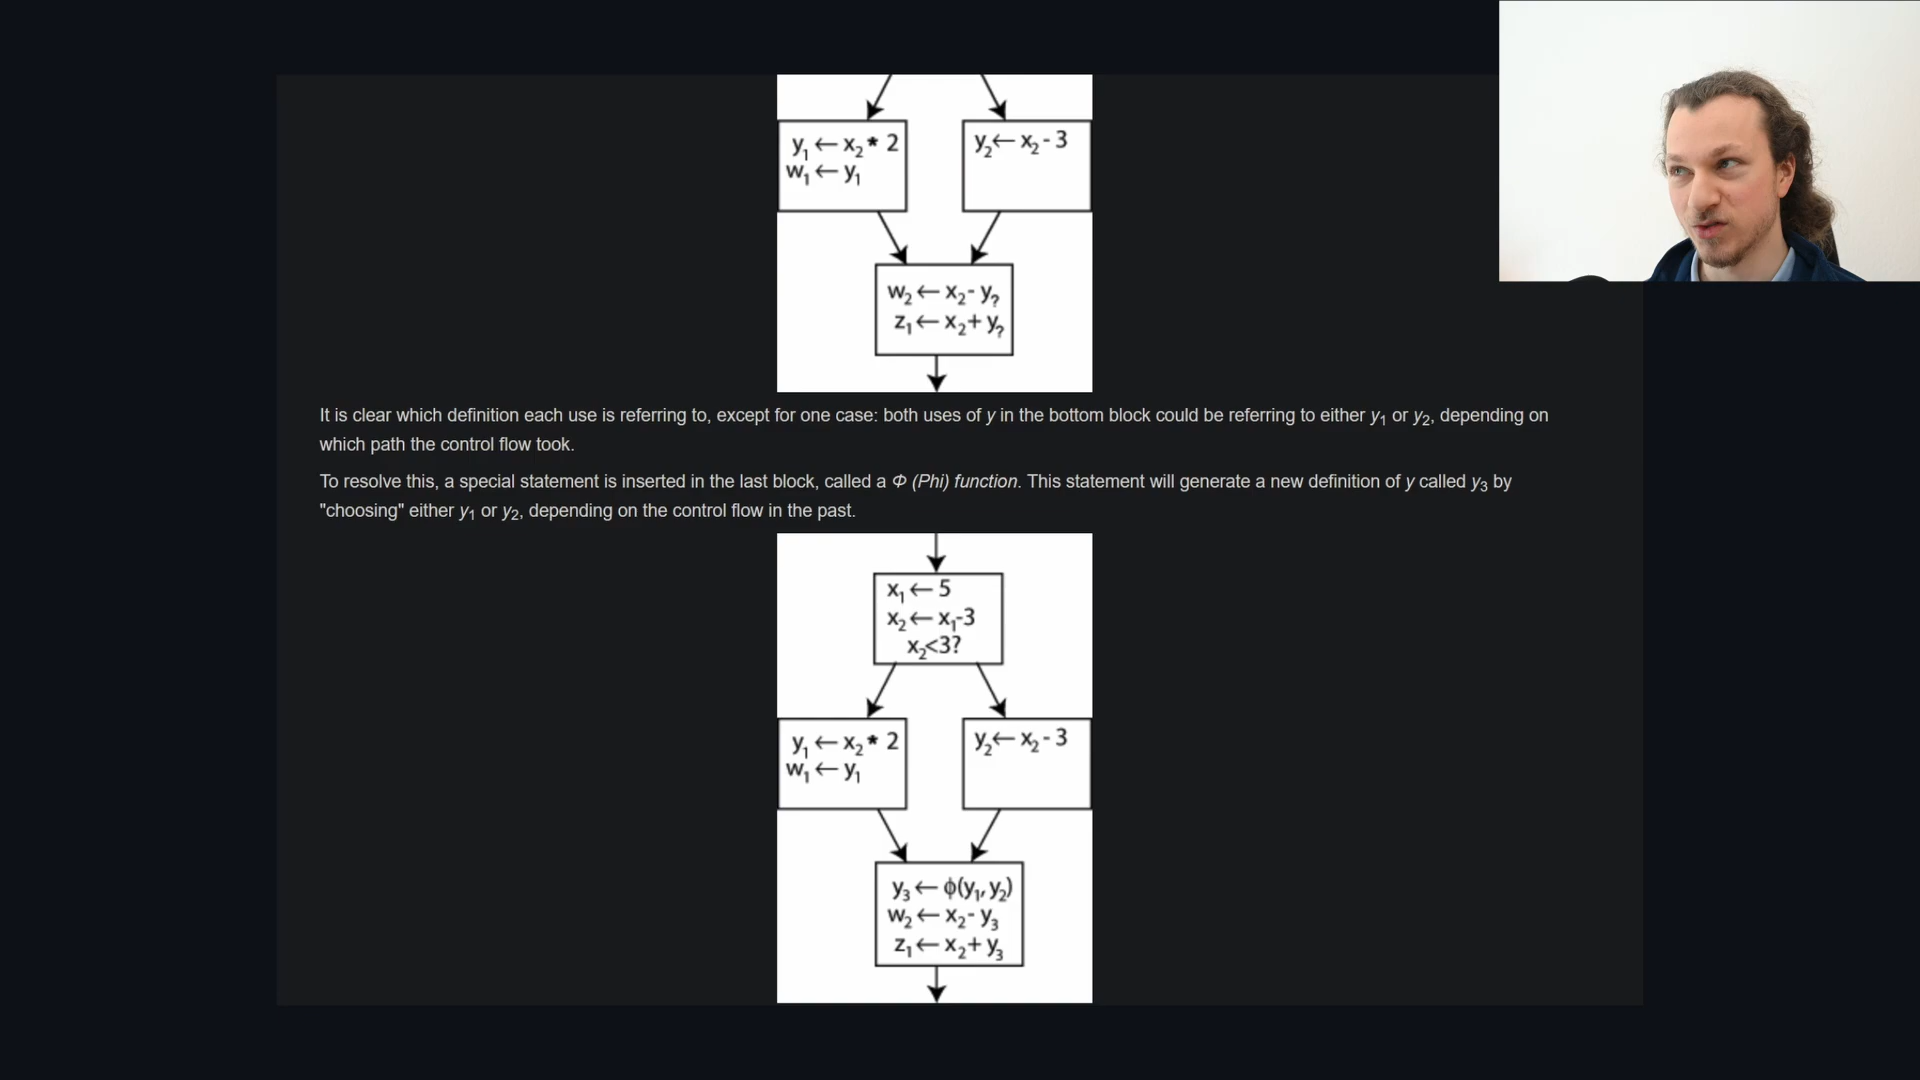 y₁ ← x₂ * 2
w₁ ← y₁
y₂ ← x₂ - 3
w₂ ← x₂ - y?
z₁ ← x₂ + y?
It is clear which definition each use is referring to, except for one case: both uses of y in the bottom block could be referring to either y₁ or y₂, depending on
which path the control flow took.
To resolve this, a special statement is inserted in the last block, called a Φ (Phi) function. This statement will generate a new definition of y called y₃ by
"choosing" either y₁ or y₂, depending on the control flow in the past.
x₁ ← 5
x₂ ← x₁-3
x₂<3?
y₁ ← x₂ * 2
w₁ ← y₁
y₂ ← x₂ - 3
y₃ ← ϕ(y₁, y₂)
w₂ ← x₂ - y₃
z₁ ← x₂ + y₃